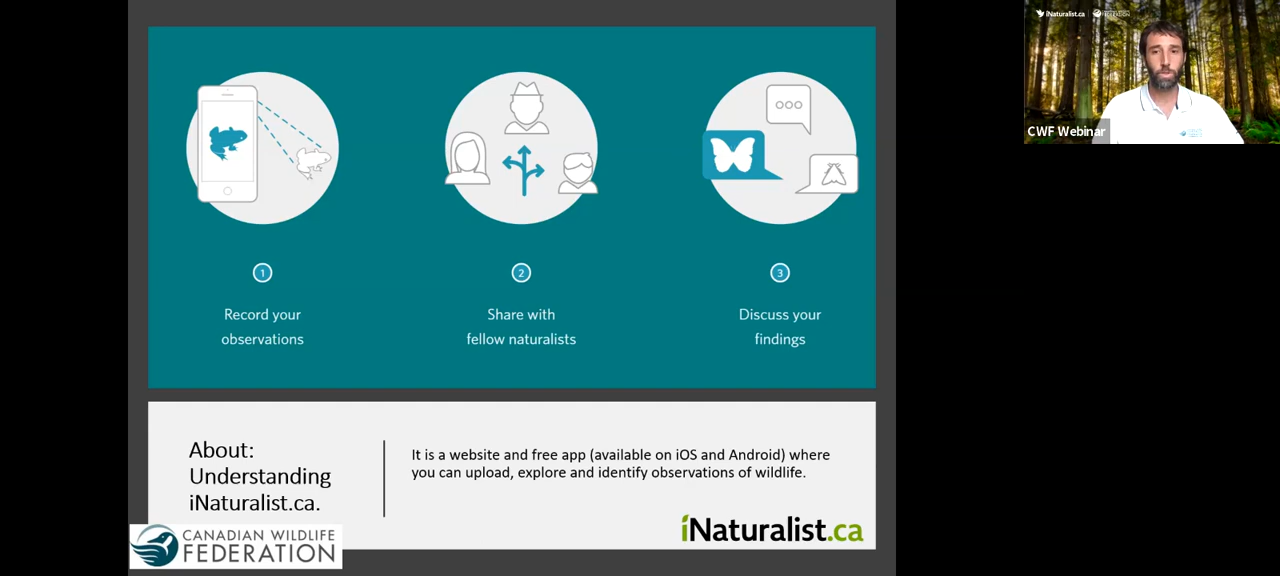 1
2
3
Record your
observations
Share with
fellow naturalists
Discuss your
findings
About:
Understanding
iNaturalist.ca.
It is a website and free app (available on iOS and Android) where
you can upload, explore and identify observations of wildlife.
CANADIAN WILDLIFE
FEDERATION
iNaturalist.ca
iNaturalist.ca
CWF Webinar